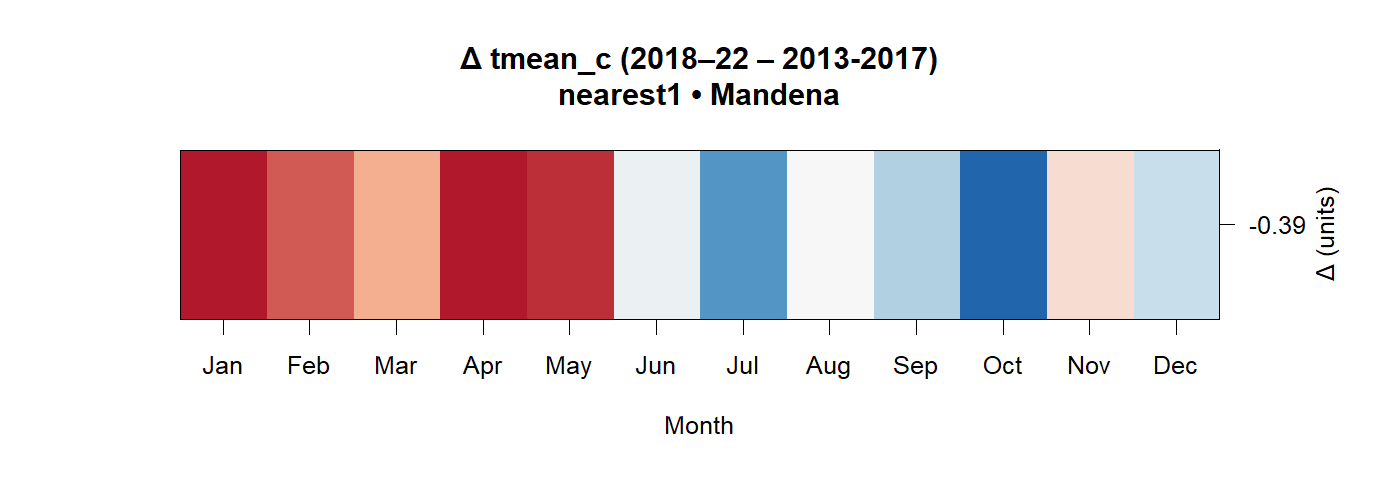 Δ tmean_c (2018–22 – 2013-2017)
nearest1 • Mandena
-0.39
Δ (units)
Jan Feb Mar Apr May Jun Jul Aug Sep Oct Nov Dec
Month